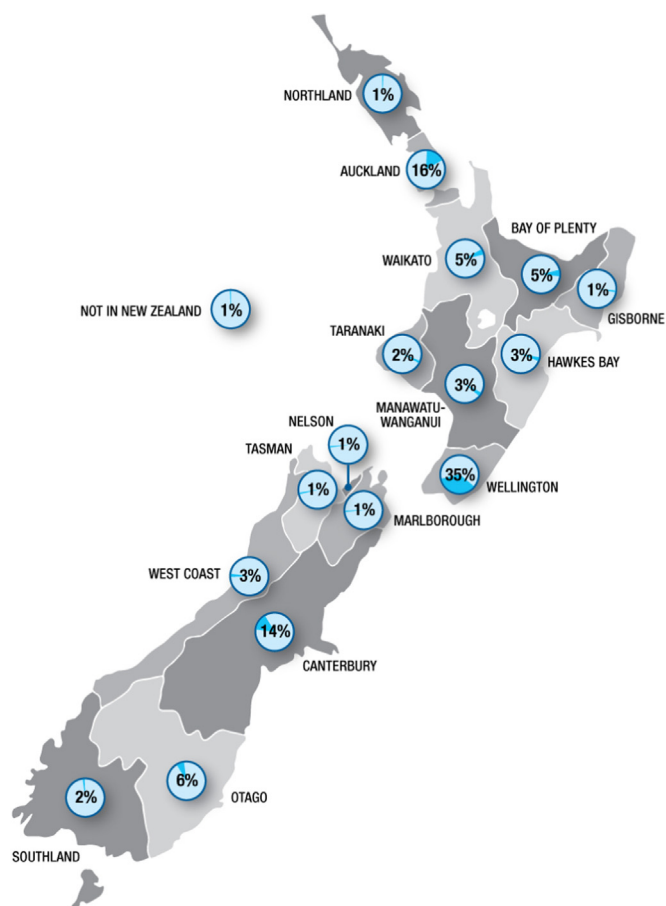 NORTHLAND
1%
AUCKLAND
16%
BAY OF PLENTY
WAIKATO
5%
5%
1%
GISBORNE
NOT IN NEW ZEALAND
1%
TARANAKI
2%
3%
HAWKES BAY
3%
MANAWATU-
WANGANUI
NELSON
1%
TASMAN
1%
35%
WELLINGTON
1%
MARLBOROUGH
WEST COAST
3%
14%
CANTERBURY
6%
OTAGO
2%
SOUTHLAND